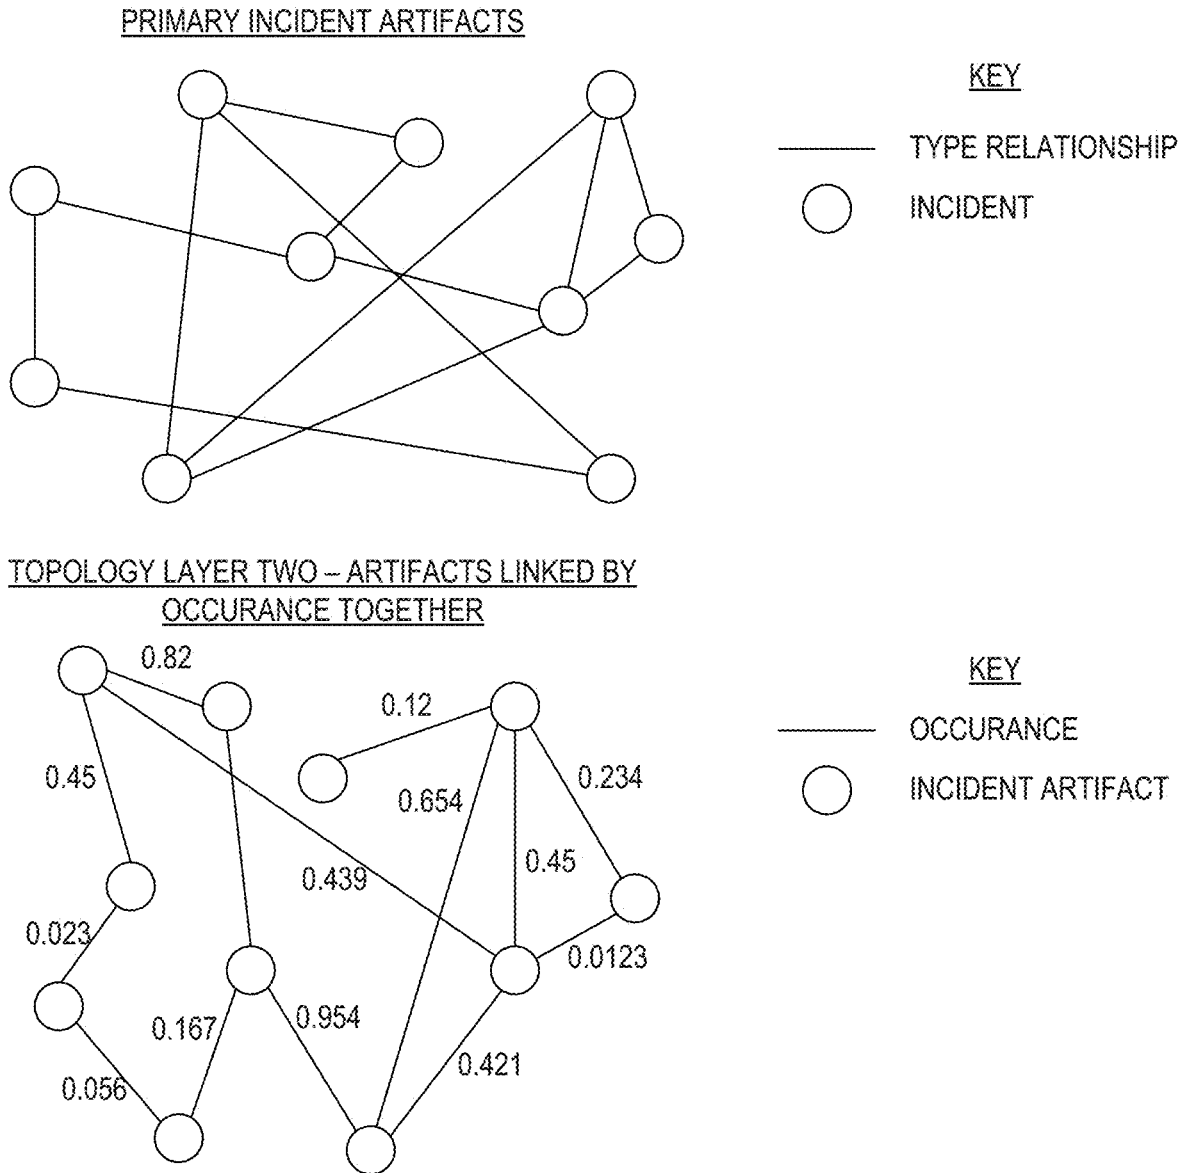 PRIMARY INCIDENT ARTIFACTS
KEY
TYPE RELATIONSHIP
INCIDENT
TOPOLOGY LAYER TWO – ARTIFACTS LINKED BY
OCCURANCE TOGETHER
KEY
OCCURANCE
INCIDENT ARTIFACT
0.82
0.12
0.45
0.654
0.234
0.439
0.45
0.023
0.0123
0.167
0.954
0.421
0.056